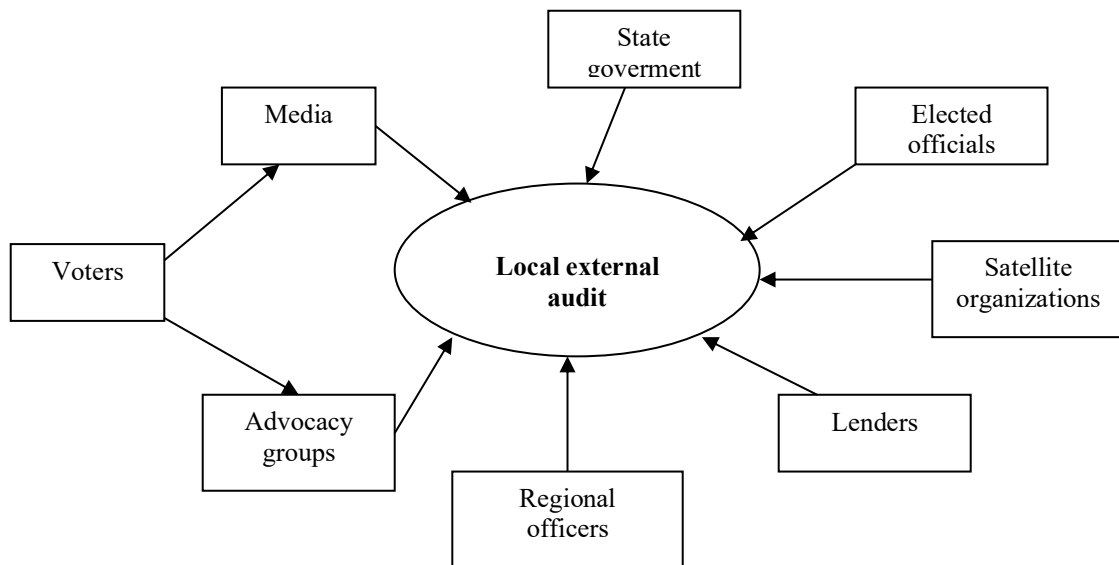 State
goverment
Media
Elected
officials
Voters
Local external
audit
Satellite
organizations
Advocacy
groups
Lenders
Regional
officers